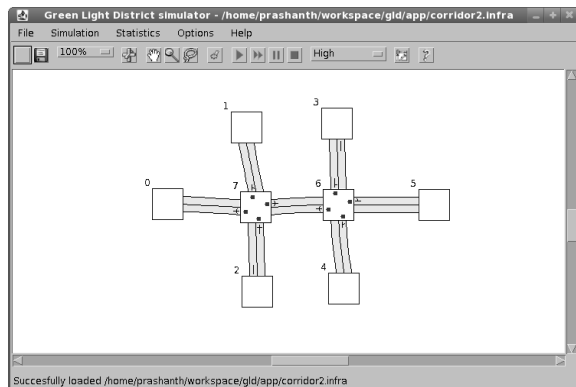 Green Light District simulator - /home/prashanth/workspace/gld/app/corridor2.infra
File Simulation Statistics Options Help
100% High ?
1 3
0 7 6 5
2 4
Succesfully loaded /home/prashanth/workspace/gld/app/corridor2.infra